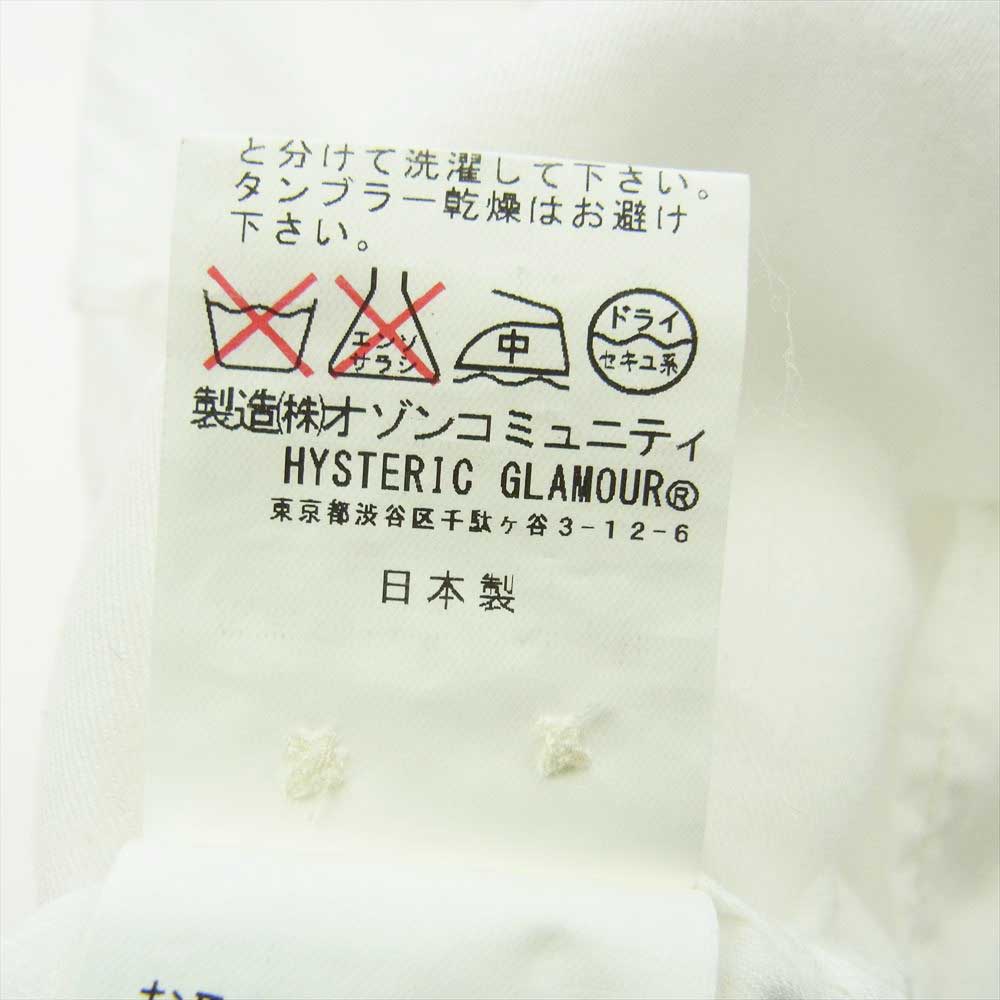 と分けて洗濯して下さい。
タンブラー乾燥はお避け
下さい。
エンソ
サラシ
中
ドライ
セキユ系
製造㈱オゾンコミュニティ
HYSTERIC GLAMOUR®
東京都渋谷区千駄ヶ谷3-12-6
日本製